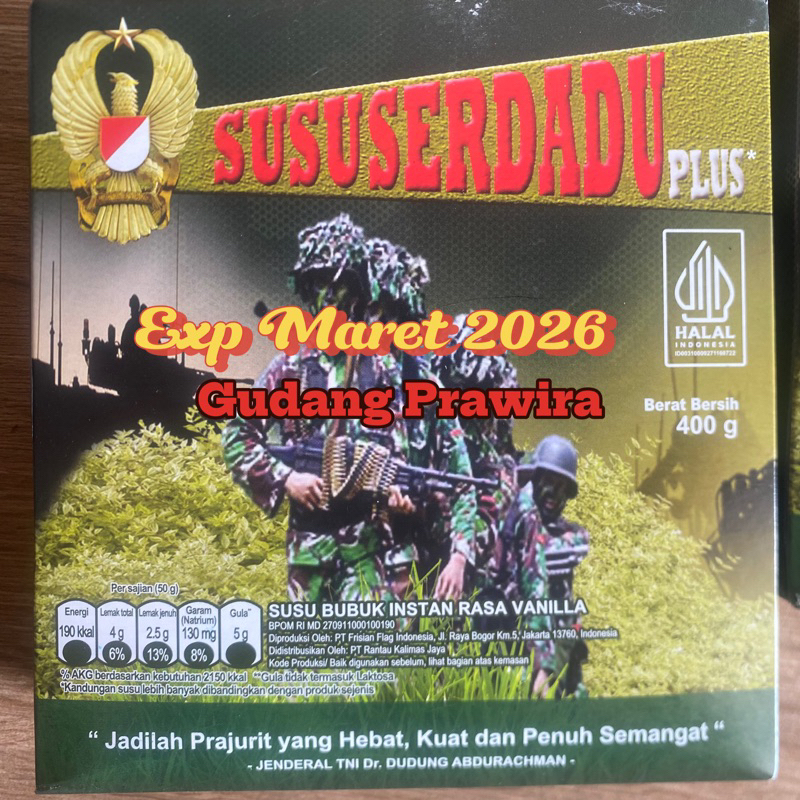 SUSUSERDADU
PLUS*
HALAL
INDONESIA
Exp Maret 2026
Gudang Prawira
Berat Bersih
400 g
Per sajian (50 g)
Energi
190 kkal
Lemak total
4 g
6%
Lemak jenuh
2.5 g
13%
Garam
(Natrium)
130 mg
8%
Gula**
5 g
% AKG berdasarkan kebutuhan 2150 kkal **Gula tidak termasuk Laktosa
*Kandungan susu lebih banyak dibandingkan dengan produk sejenis
SUSU BUBUK INSTAN RASA VANILLA
BPOM RI MD 270911000100190
Diproduksi Oleh: PT Frisian Flag Indonesia, Jl. Raya Bogor Km.5, Jakarta 13760, Indonesia
Didistribusikan Oleh: PT Rantau Kalimas Jaya
Kode Produksi/ Baik digunakan sebelum, lihat bagian atas kemasan
“ Jadilah Prajurit yang Hebat, Kuat dan Penuh Semangat “
- JENDERAL TNI Dr. DUDUNG ABDURACHMAN -